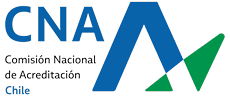 CNA
Comisión Nacional
de Acreditación
Chile